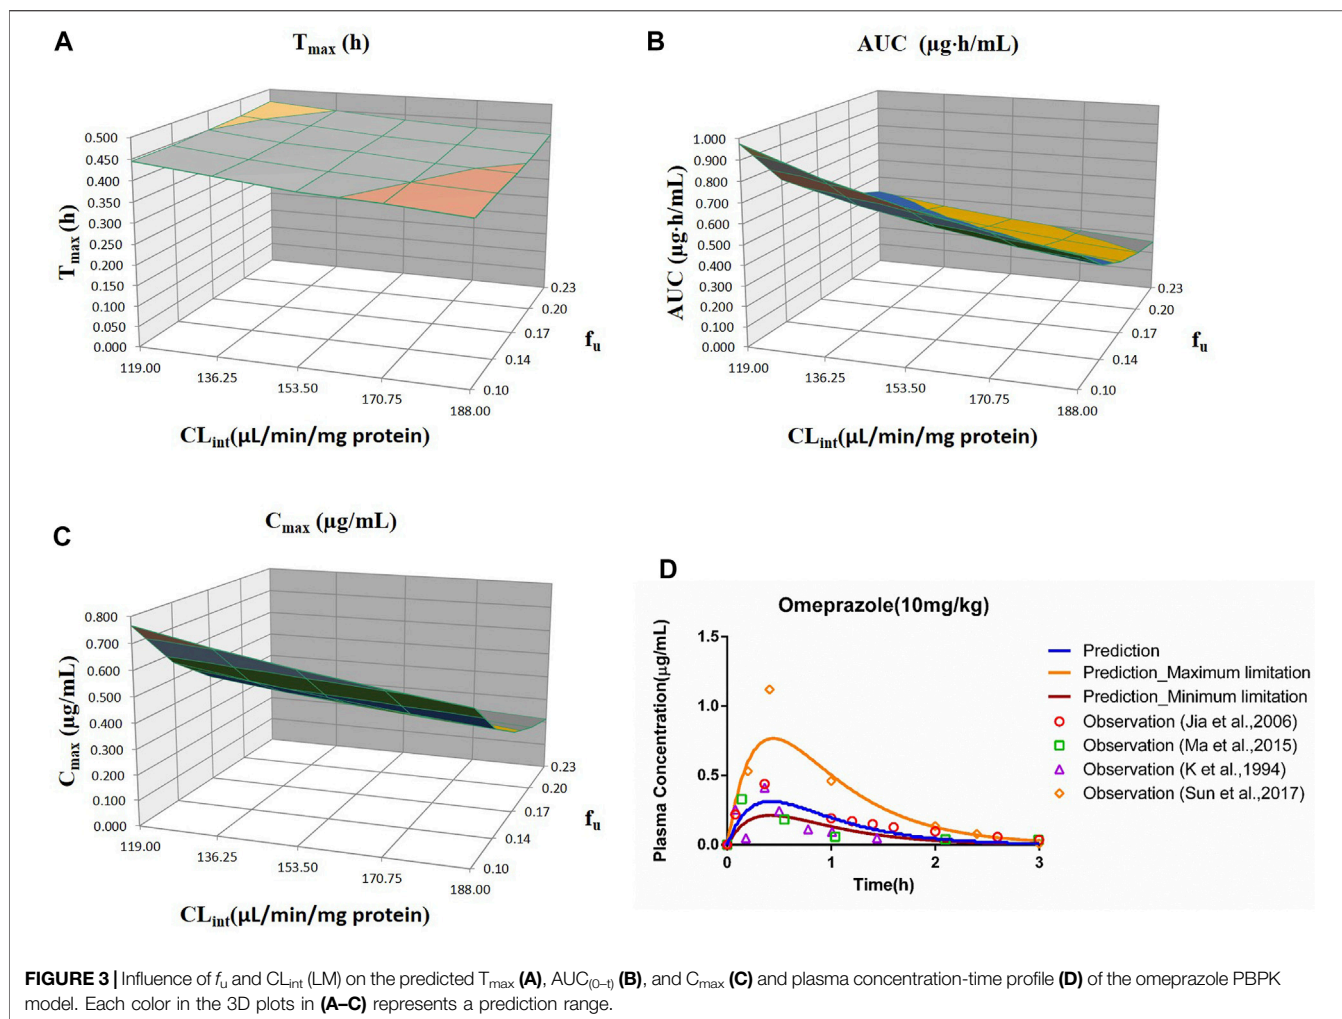 A
T max (h)
0.500
0.450
0.400
0.350
0.300
0.250
0.200
0.150
0.100
0.050
0.000
T max (h)
119.00
136.25
153.50
170.75
188.00
0.23
0.20
0.17
0.14
0.10
fu
CLint(μL/min/mg protein)
B
AUC (μg·h/mL)
1.000
0.900
0.800
0.700
0.600
0.500
0.400
0.300
0.200
0.100
0.000
AUC (μg·h/mL)
119.00
136.25
153.50
170.75
188.00
0.23
0.20
0.17
0.14
0.10
fu
CLint(μL/min/mg protein)
C
Cmax (μg/mL)
0.800
0.700
0.600
0.500
0.400
0.300
0.200
0.100
0.000
Cmax (μg/mL)
119.00
136.25
153.50
170.75
188.00
0.23
0.20
0.17
0.14
0.10
fu
CLint(μL/min/mg protein)
D
Omeprazole(10mg/kg)
1.5
1.0
0.5
0.0
Plasma Concentration(μg/mL)
0
1
2
3
Time(h)
Prediction
Prediction_Maximum limitation
Prediction_Minimum limitation
Observation (Jia et al.,2006)
Observation (Ma et al.,2015)
Observation (K et al.,1994)
Observation (Sun et al.,2017)
FIGURE 3 | Influence of fu and CLint (LM) on the predicted Tmax (A), AUC(0–t) (B), and Cmax (C) and plasma concentration-time profile (D) of the omeprazole PBPK
model. Each color in the 3D plots in (A–C) represents a prediction range.